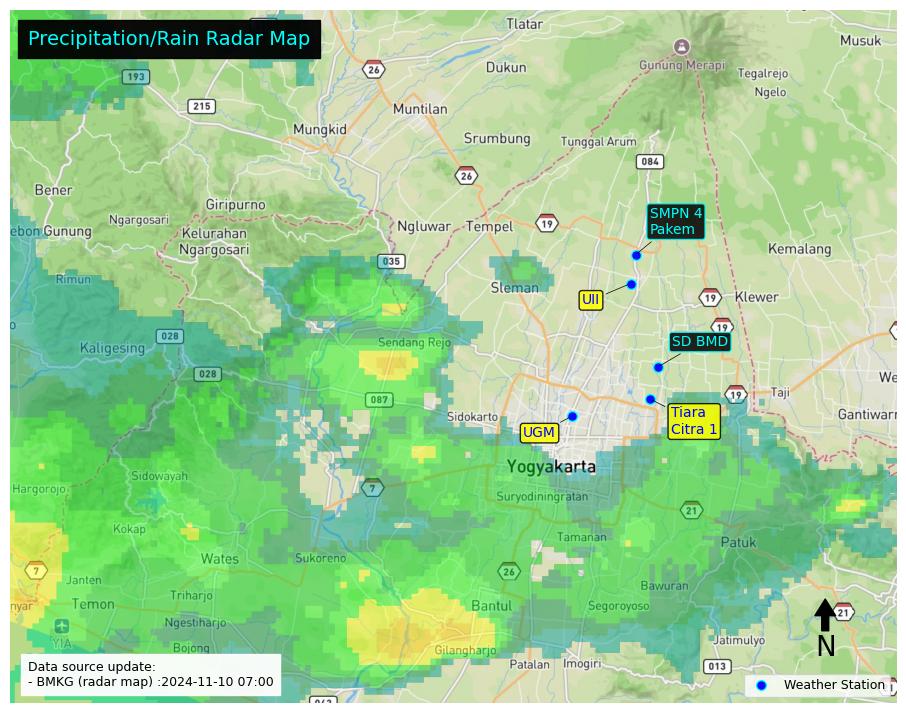 Precipitation/Rain Radar Map
Tlatar
Musuk
Gunung Merapi
193
26
Dukun
Tegalrejo
Ngelo
215
Muntilan
Mungkid
Srumbung
Tunggal Arum
084
26
Bener
Giripurno
Ngargosari
SMPN 4
Pakem
Gunung
Kelurahan
Ngargosari
Ngluwar
Tempel
19
Kemalang
035
Rimun
Sleman
UII
19
Klewer
19
028
Kaligesing
Sendang Rejo
SD BMD
028
087
19
Taji
Sidokarto
Tiara
Citra 1
UGM
Yogyakarta
Sidowayah
Hargorojo
7
Suryodiningratan
21
Kokap
Tamanan
Patuk
Wates
Sukoreno
7
26
Janten
Bawuran
Triharjo
Temon
Bantul
Segoroyoso
21
Ngestiharjo
YIA
Bojong
Gilangharjo
Jatimulyo
N
Patalan
Imogiri
013
Data source update:
- BMKG (radar map) :2024-11-10 07:00
Weather Station